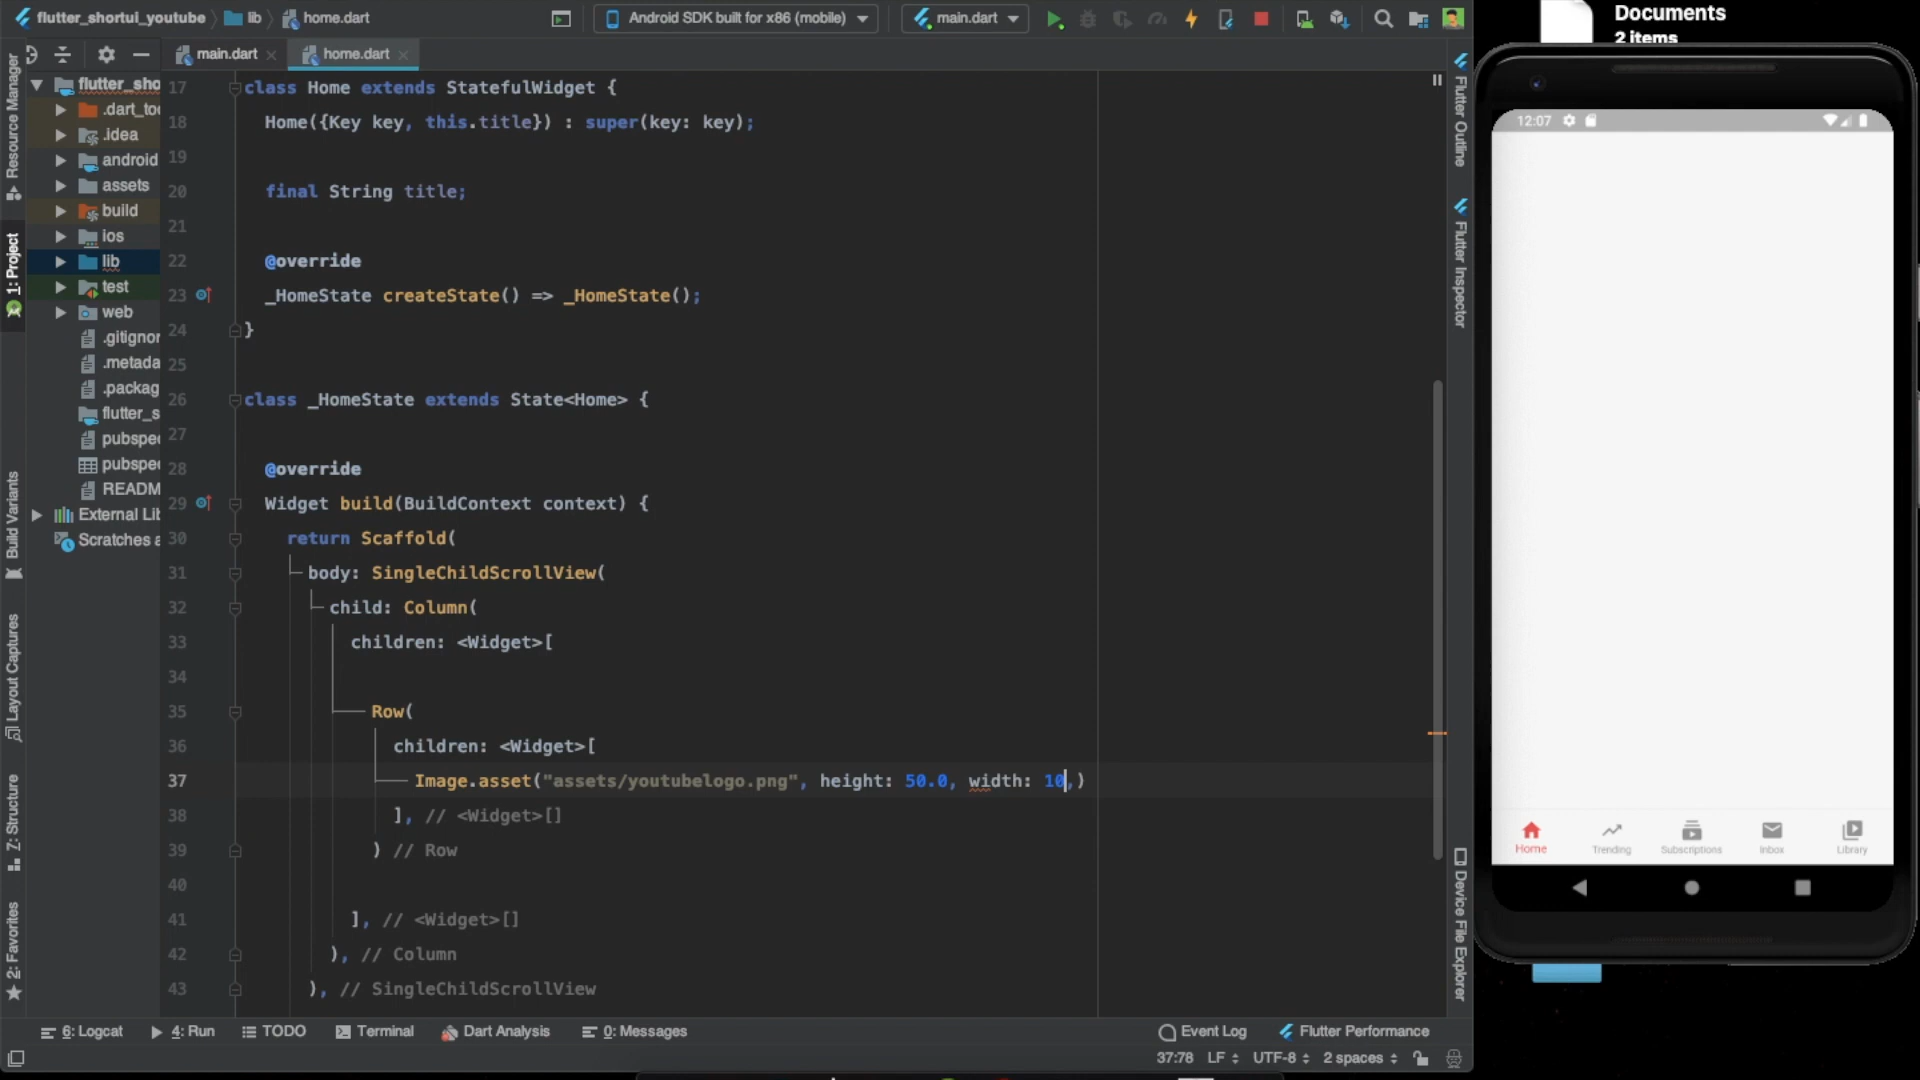 flutter_shortui_youtube
lib
home.dart
Android SDK built for x86 (mobile)
main.dart
Documents
2 items
main.dart
home.dart
Resource Manager
1: Project
Build Variants
Layout Captures
Z: Structure
2: Favorites
flutter_sho
.dart_too
.idea
android
assets
build
ios
lib
test
web
.gitignor
.metada
.packag
flutter_s
pubspec
pubspec
README
External Lib
Scratches a
17 class Home extends StatefulWidget {
18 Home({Key key, this.title}) : super(key: key);
19
20 final String title;
21
22 @override
23 _HomeState createState() => _HomeState();
24 }
25
26 class _HomeState extends State<Home> {
27
28 @override
29 Widget build(BuildContext context) {
30 return Scaffold(
31 body: SingleChildScrollView(
32 child: Column(
33 children: <Widget>[
34
35 Row(
36 children: <Widget>[
37 Image.asset("assets/youtubelogo.png", height: 50.0, width: 10,)
38 ], // <Widget>[]
39 ) // Row
40
41 ], // <Widget>[]
42 ), // Column
43 ), // SingleChildScrollView
Flutter Outline
Flutter Inspector
Device File Explorer
12:07
Home
Trending
Subscriptions
Inbox
Library
6: Logcat
4: Run
TODO
Terminal
Dart Analysis
0: Messages
Event Log
Flutter Performance
37:78 LF UTF-8 2 spaces